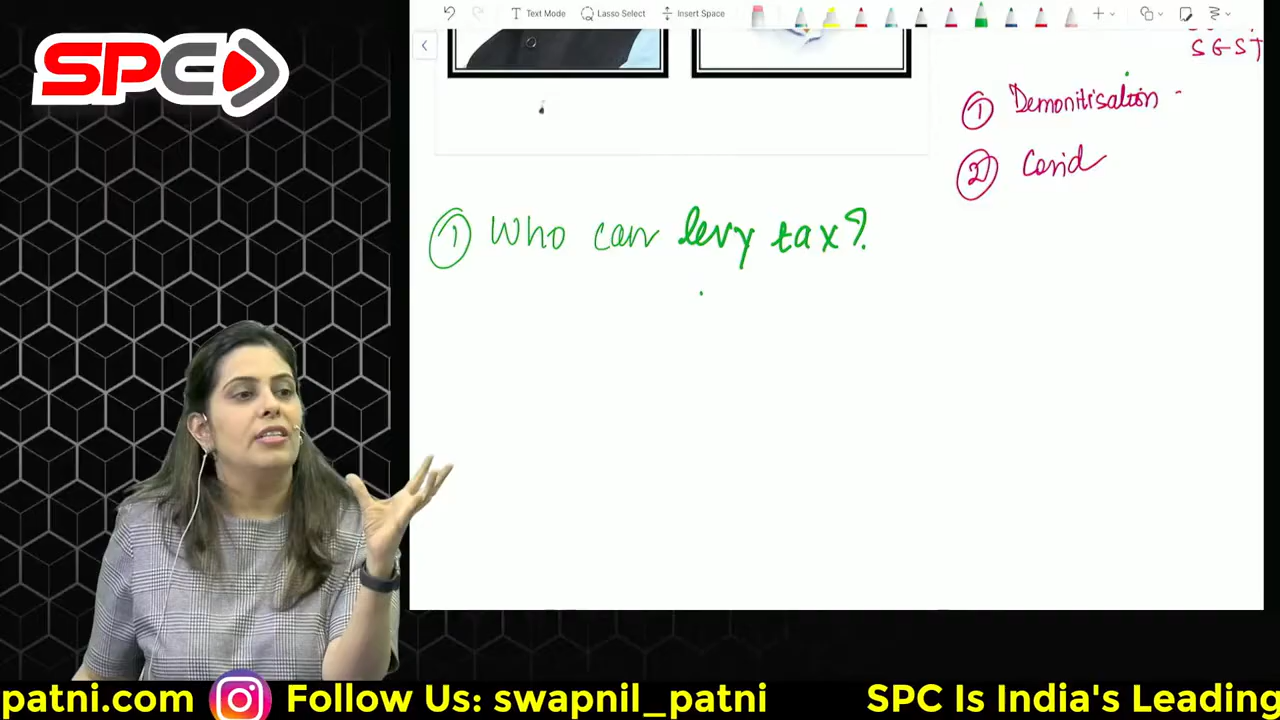 SPC
Text Mode
Lasso Select
Insert Space
SGST
① Demonitisation -
② Covid
① Who can levy tax?
patni.com
Follow Us: swapnil_patni
SPC Is India's Leading